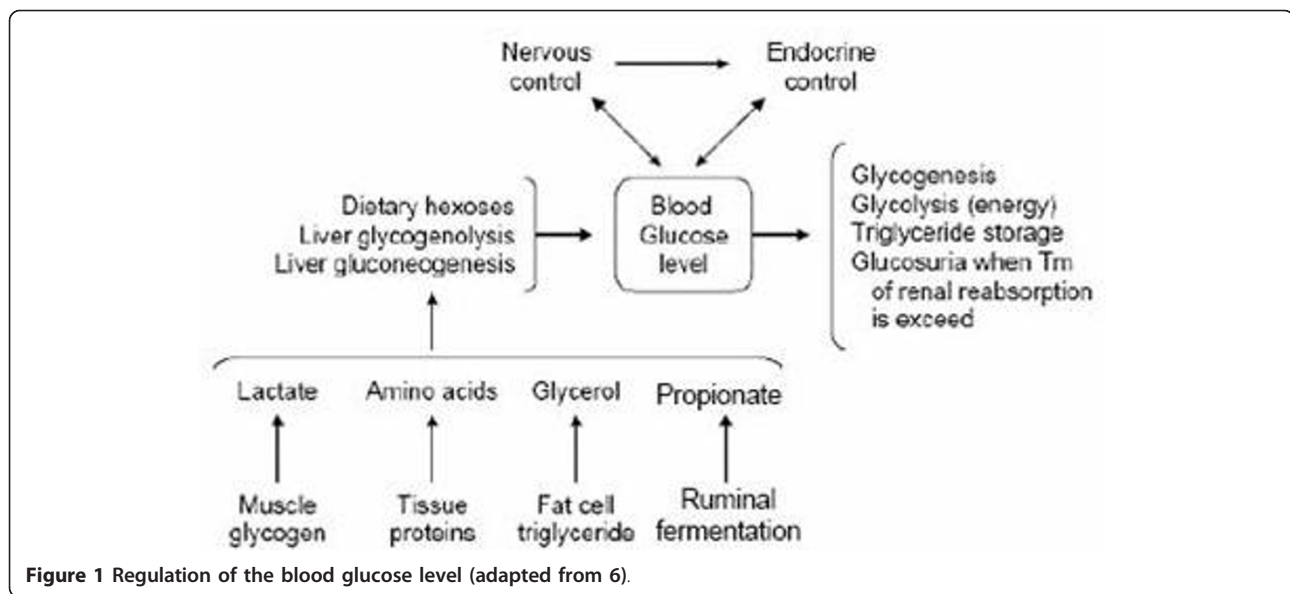 Nervous
control
Endocrine
control
Dietary hexoses
Liver glycogenolysis
Liver gluconeogenesis
Blood
Glucose
level
Glycogenesis
Glycolysis (energy)
Triglyceride storage
Glucosuria when Tm
of renal reabsorption
is exceed
Lactate
Amino acids
Glycerol
Propionate
Muscle
glycogen
Tissue
proteins
Fat cell
triglyceride
Ruminal
fermentation
Figure 1 Regulation of the blood glucose level (adapted from 6).